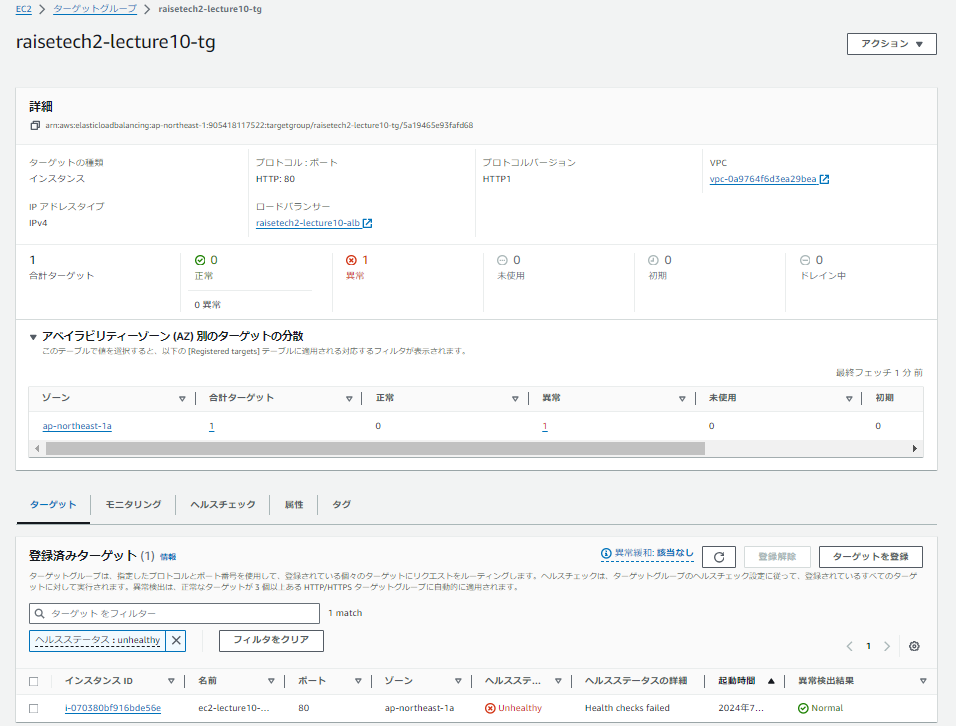 EC2 > ターゲットグループ > raisetech2-lecture10-tg
raisetech2-lecture10-tg
アクション ▼
詳細
arn:aws:elasticloadbalancing:ap-northeast-1:905418117522:targetgroup/raisetech2-lecture10-tg/5a19465e93fafd68
ターゲットの種類
インスタンス
プロトコル : ポート
HTTP: 80
プロトコルバージョン
HTTP1
VPC
vpc-0a9764f6d3ea29bea
IP アドレスタイプ
IPv4
ロードバランサー
raisetech2-lecture10-alb
1
合計ターゲット
0
正常
0 異常
1
異常
0
未使用
0
初期
0
ドレイン中
アベイラビリティーゾーン (AZ) 別のターゲットの分散
このテーブルで値を選択すると、以下の [Registered targets] テーブルに適用される対応するフィルタが表示されます。
最終フェッチ 1 分 前
ゾーン 合計ターゲット 正常 異常 未使用 初期
ap-northeast-1a 1 0 1 0 0
ターゲット モニタリング ヘルスチェック 属性 タグ
登録済みターゲット (1) 情報
異常緩和: 該当なし
登録解除
ターゲットを登録
ターゲットグループは、指定したプロトコルとポート番号を使用して、登録されている個々のターゲットにリクエストをルーティングします。ヘルスチェックは、ターゲットグループのヘルスチェック設定に従って、登録されているすべてのターゲ
ットに対して実行されます。異常検出は、正常なターゲットが 3 個以上ある HTTP/HTTPS ターゲットグループに自動的に適用されます。
ターゲット をフィルター
1 match
ヘルスステータス : unhealthy
フィルタをクリア
1
インスタンス ID 名前 ポート ゾーン ヘルスステ... ヘルスステータスの詳細 起動時間 異常検出結果
i-070380bf916bde56e ec2-lecture10-... 80 ap-northeast-1a Unhealthy Health checks failed 2024年7... Normal